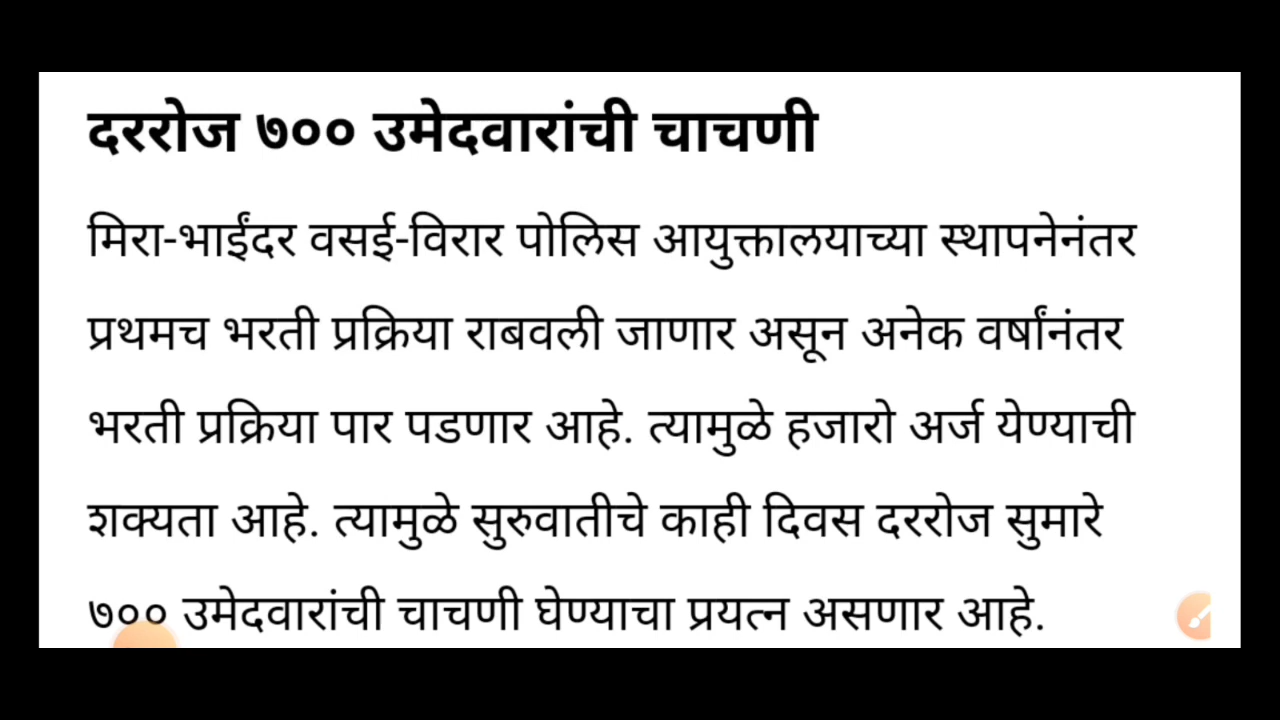 दररोज ७०० उमेदवारांची चाचणी
मिरा-भाईंदर वसई-विरार पोलिस आयुक्तालयाच्या स्थापनेनंतर
प्रथमच भरती प्रक्रिया राबवली जाणार असून अनेक वर्षांनंतर
भरती प्रक्रिया पार पडणार आहे. त्यामुळे हजारो अर्ज येण्याची
शक्यता आहे. त्यामुळे सुरुवातीचे काही दिवस दररोज सुमारे
७०० उमेदवारांची चाचणी घेण्याचा प्रयत्न असणार आहे.